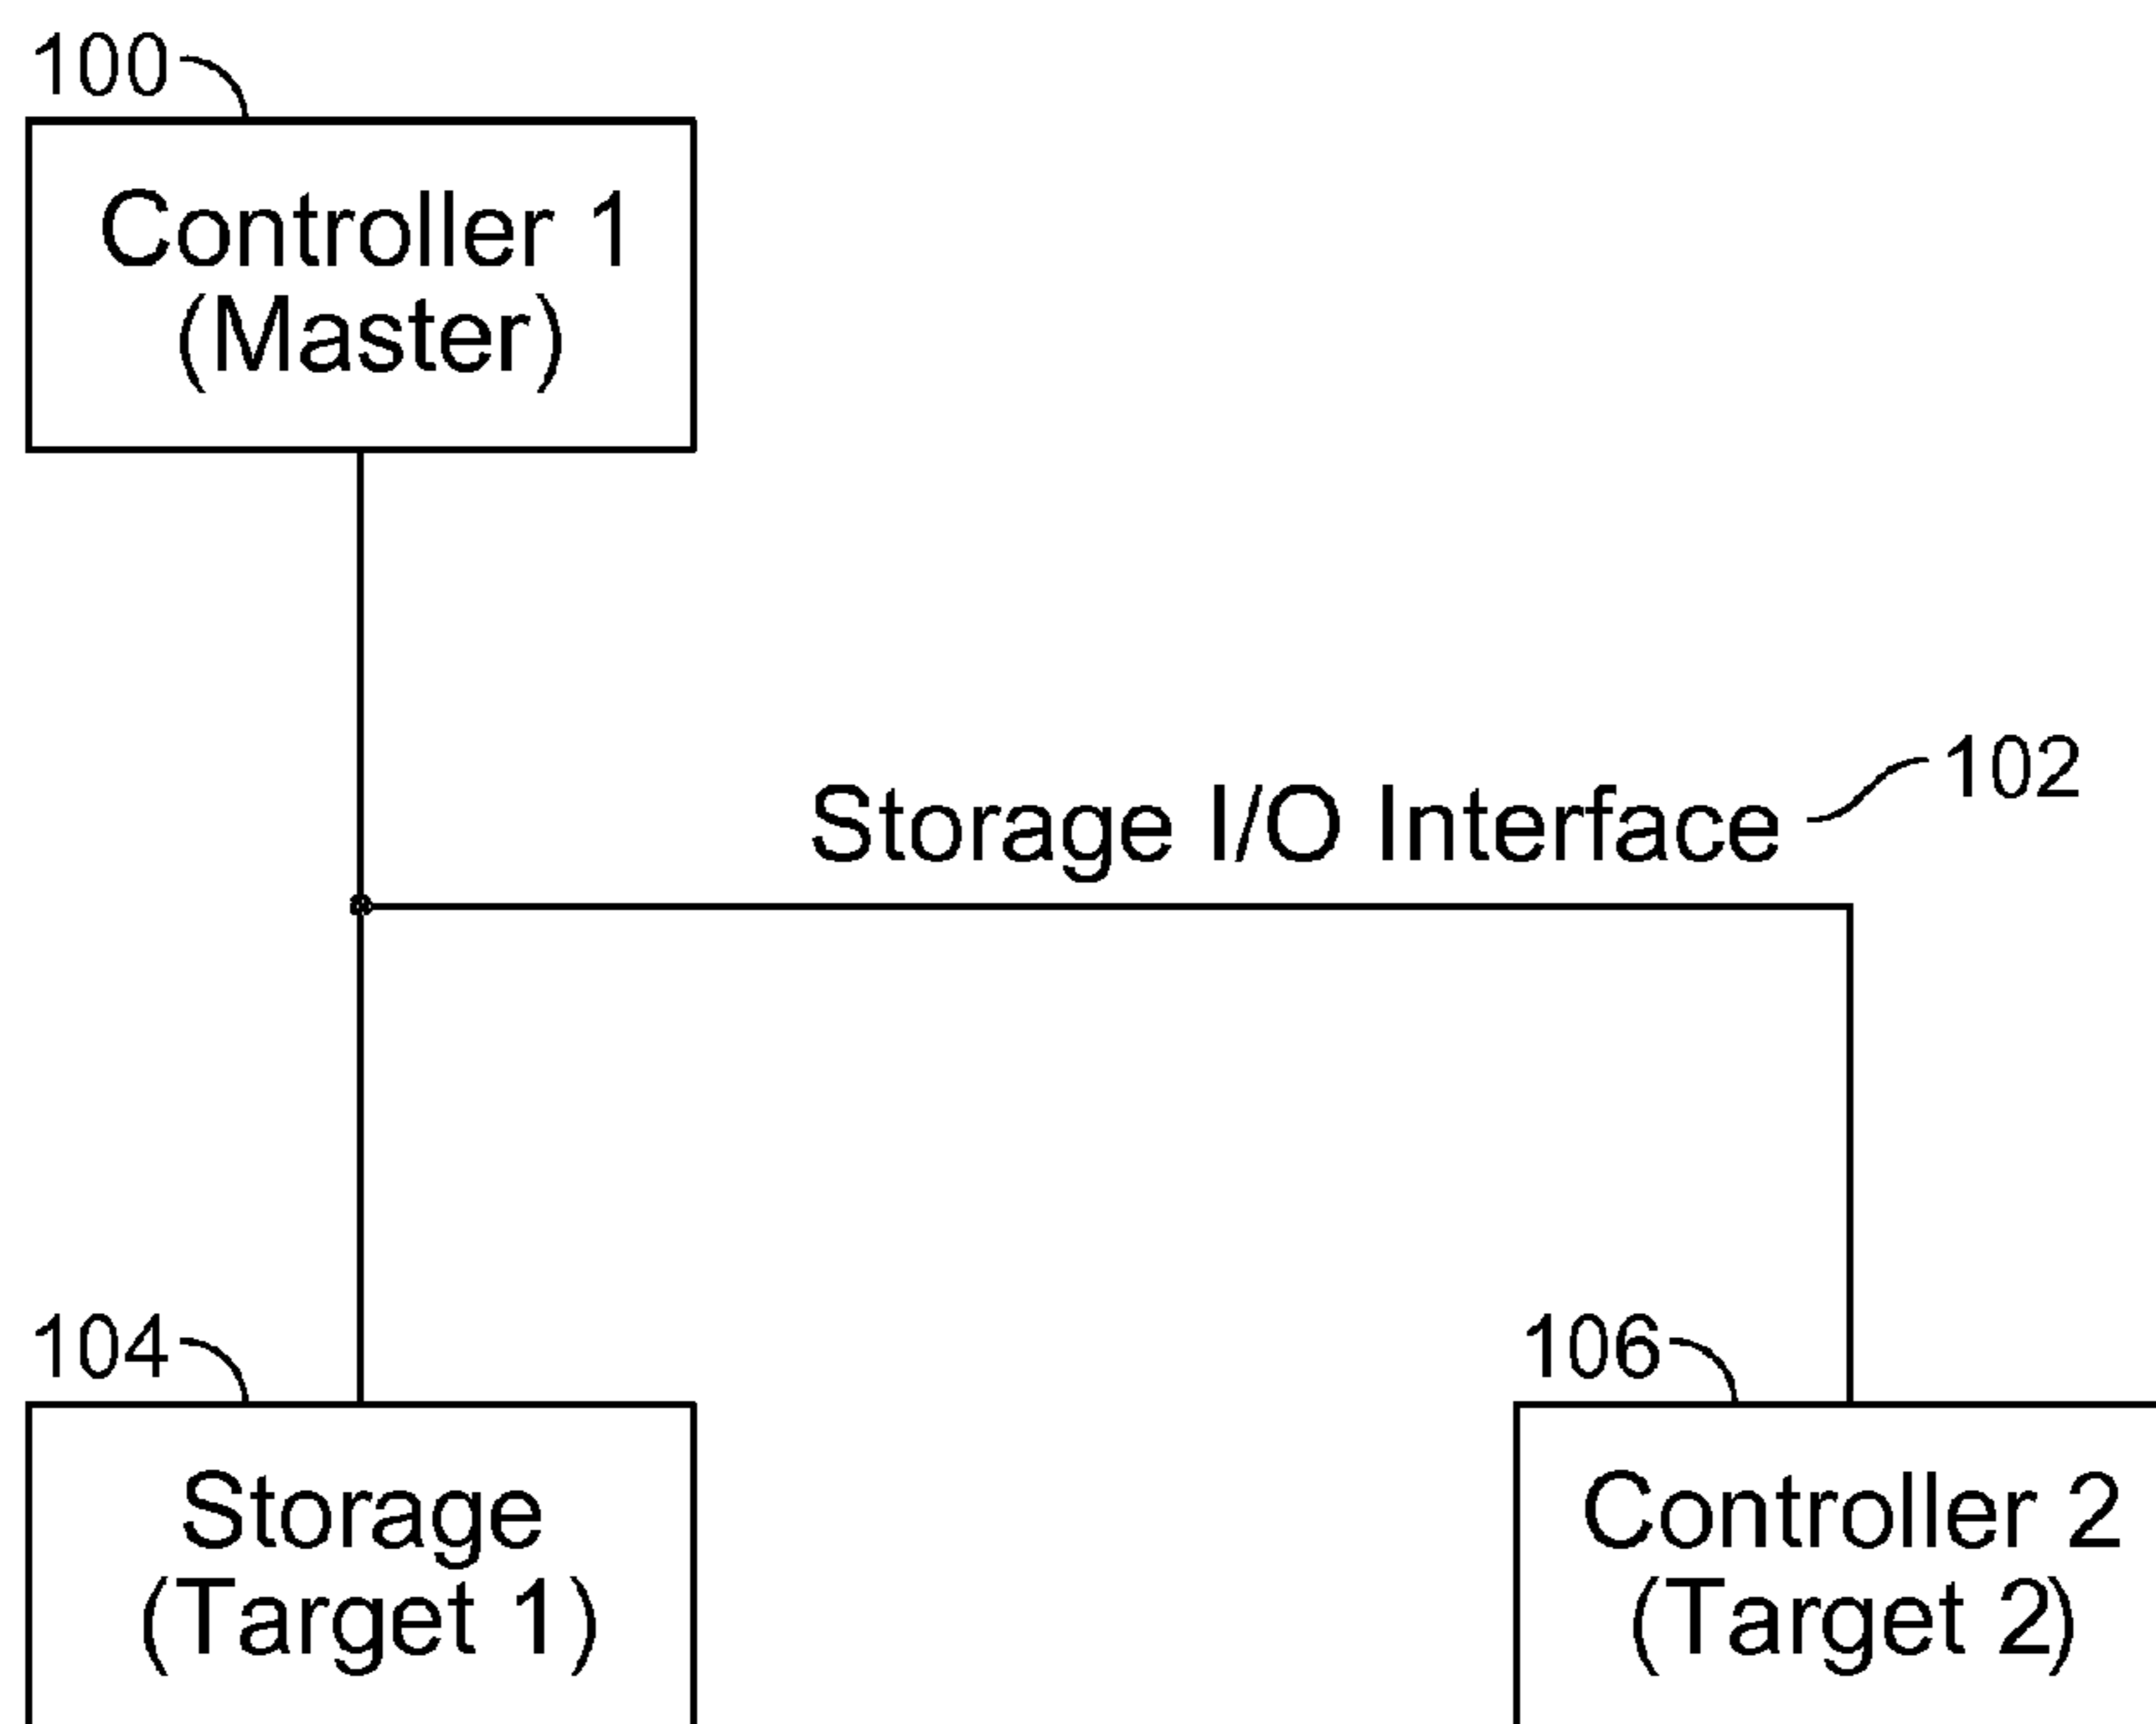 100
Controller 1
(Master)
102
Storage I/O Interface
104
106
Storage
(Target 1)
Controller 2
(Target 2)